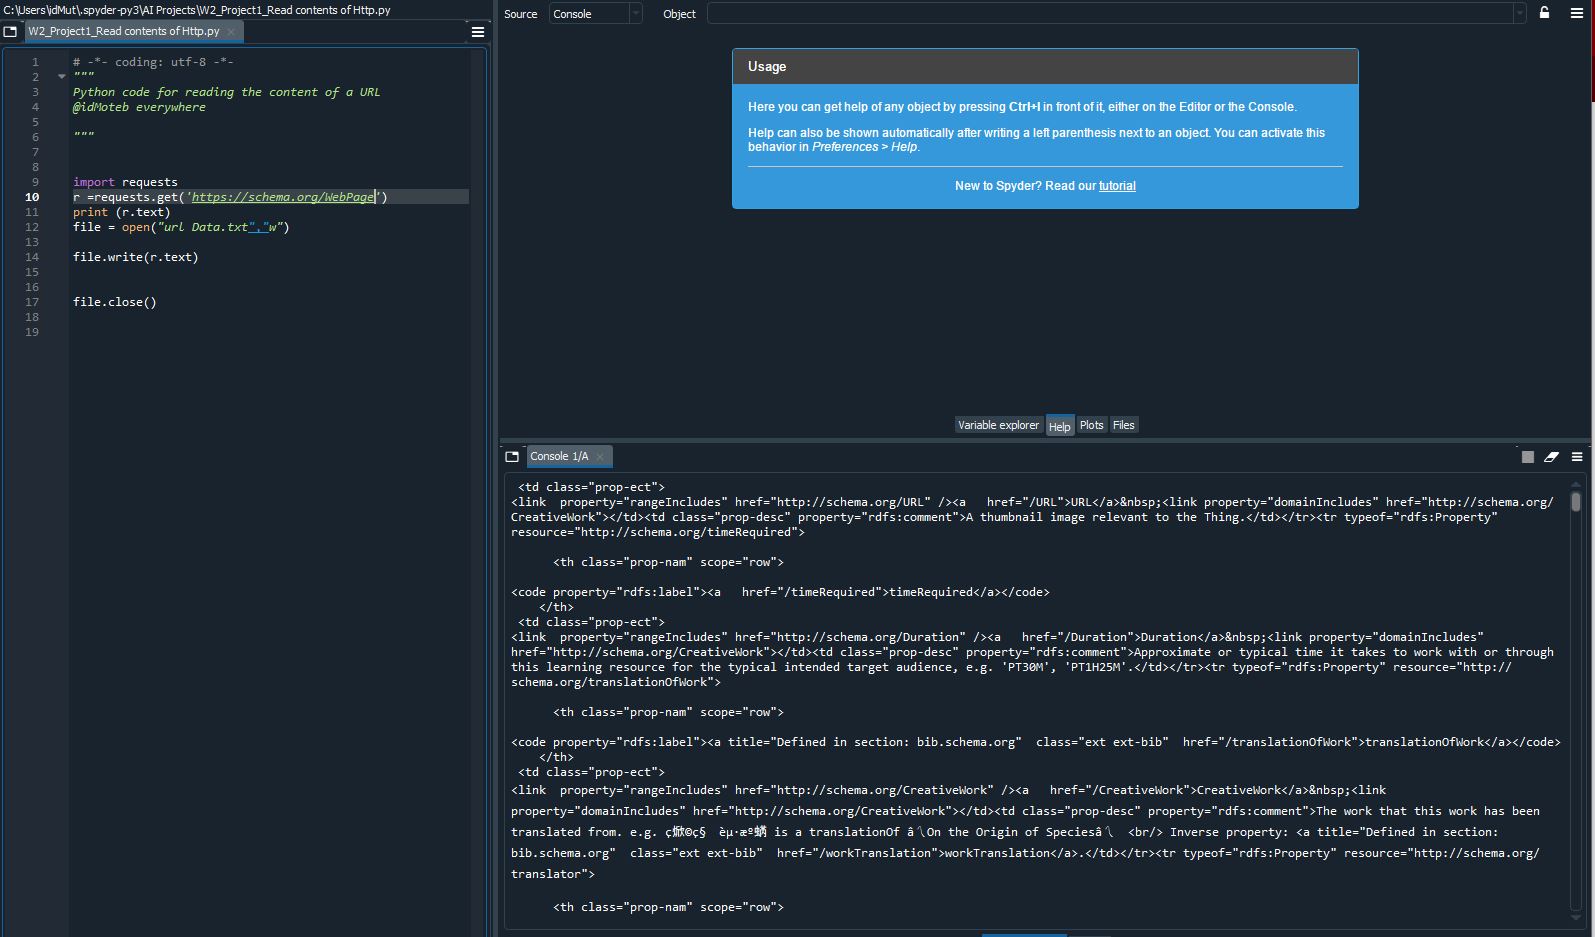 C:\Users\idMut\.spyder-py3\AI Projects\W2_Project1_Read contents of Http.py
W2_Project1_Read contents of Http.py
1 # -*- coding: utf-8 -*-
2 """
3 Python code for reading the content of a URL
4 @idMoteb everywhere
5
6 """
7
8
9 import requests
10 r =requests.get('https://schema.org/WebPage')
11 print (r.text)
12 file = open("url Data.txt","w")
13
14 file.write(r.text)
15
16
17 file.close()
18
19
Source Console Object
Usage
Here you can get help of any object by pressing Ctrl+I in front of it, either on the Editor or the Console.
Help can also be shown automatically after writing a left parenthesis next to an object. You can activate this
behavior in Preferences > Help.
New to Spyder? Read our tutorial
Variable explorer Help Plots Files
Console 1/A
<td class="prop-ect">
<link  property="rangeIncludes" href="http://schema.org/URL" /><a   href="/URL">URL</a>&nbsp;<link property="domainIncludes" href="http://schema.org/
CreativeWork"></td><td class="prop-desc" property="rdfs:comment">A thumbnail image relevant to the Thing.</td></tr><tr typeof="rdfs:Property"
resource="http://schema.org/timeRequired">
<th class="prop-nam" scope="row">
<code property="rdfs:label"><a   href="/timeRequired">timeRequired</a></code>
</th>
<td class="prop-ect">
<link  property="rangeIncludes" href="http://schema.org/Duration" /><a   href="/Duration">Duration</a>&nbsp;<link property="domainIncludes"
href="http://schema.org/CreativeWork"></td><td class="prop-desc" property="rdfs:comment">Approximate or typical time it takes to work with or through
this learning resource for the typical intended target audience, e.g. 'PT30M', 'PT1H25M'.</td></tr><tr typeof="rdfs:Property" resource="http://
schema.org/translationOfWork">
<th class="prop-nam" scope="row">
<code property="rdfs:label"><a title="Defined in section: bib.schema.org"  class="ext ext-bib"  href="/translationOfWork">translationOfWork</a></code>
</th>
<td class="prop-ect">
<link  property="rangeIncludes" href="http://schema.org/CreativeWork" /><a   href="/CreativeWork">CreativeWork</a>&nbsp;<link
property="domainIncludes" href="http://schema.org/CreativeWork"></td><td class="prop-desc" property="rdfs:comment">The work that this work has been
translated from. e.g. is a translationOf On the Origin of Species <br/> Inverse property: <a title="Defined in section:
bib.schema.org"  class="ext ext-bib"  href="/workTranslation">workTranslation</a>.</td></tr><tr typeof="rdfs:Property" resource="http://schema.org/
translator">
<th class="prop-nam" scope="row">